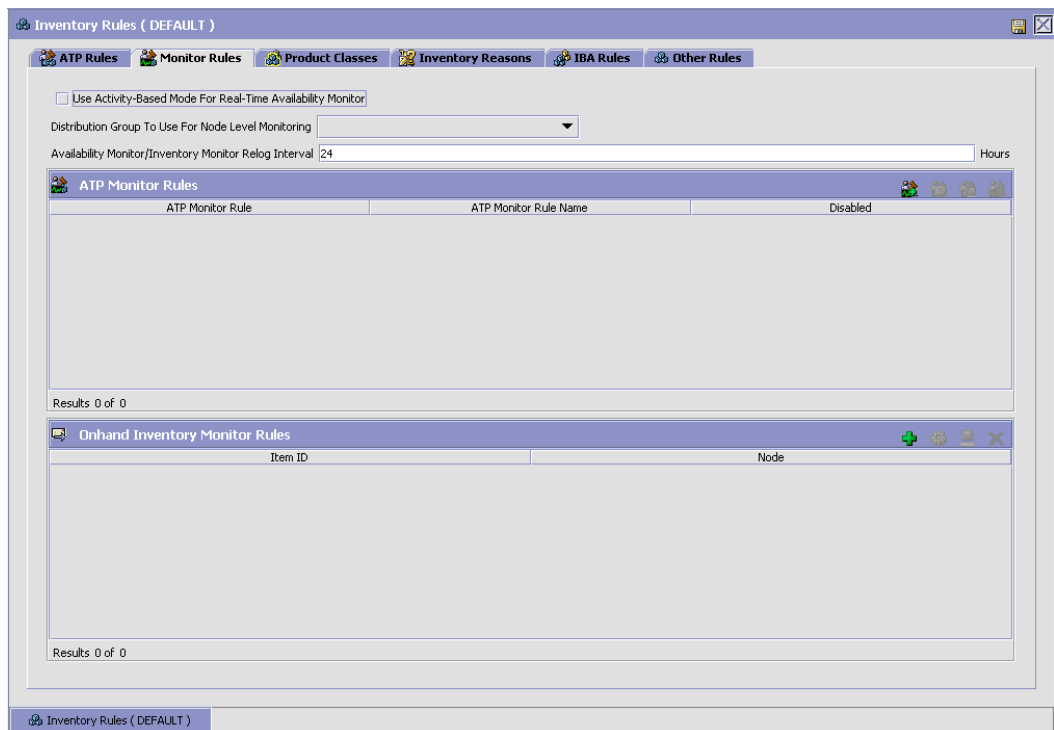 Inventory Rules ( DEFAULT )
ATP Rules Monitor Rules Product Classes Inventory Reasons IBA Rules Other Rules
Use Activity-Based Mode For Real-Time Availability Monitor
Distribution Group To Use For Node Level Monitoring
Availability Monitor/Inventory Monitor Relog Interval 24 Hours
ATP Monitor Rules
ATP Monitor Rule ATP Monitor Rule Name Disabled
Results 0 of 0
Onhand Inventory Monitor Rules
Item ID Node
Results 0 of 0
Inventory Rules ( DEFAULT )